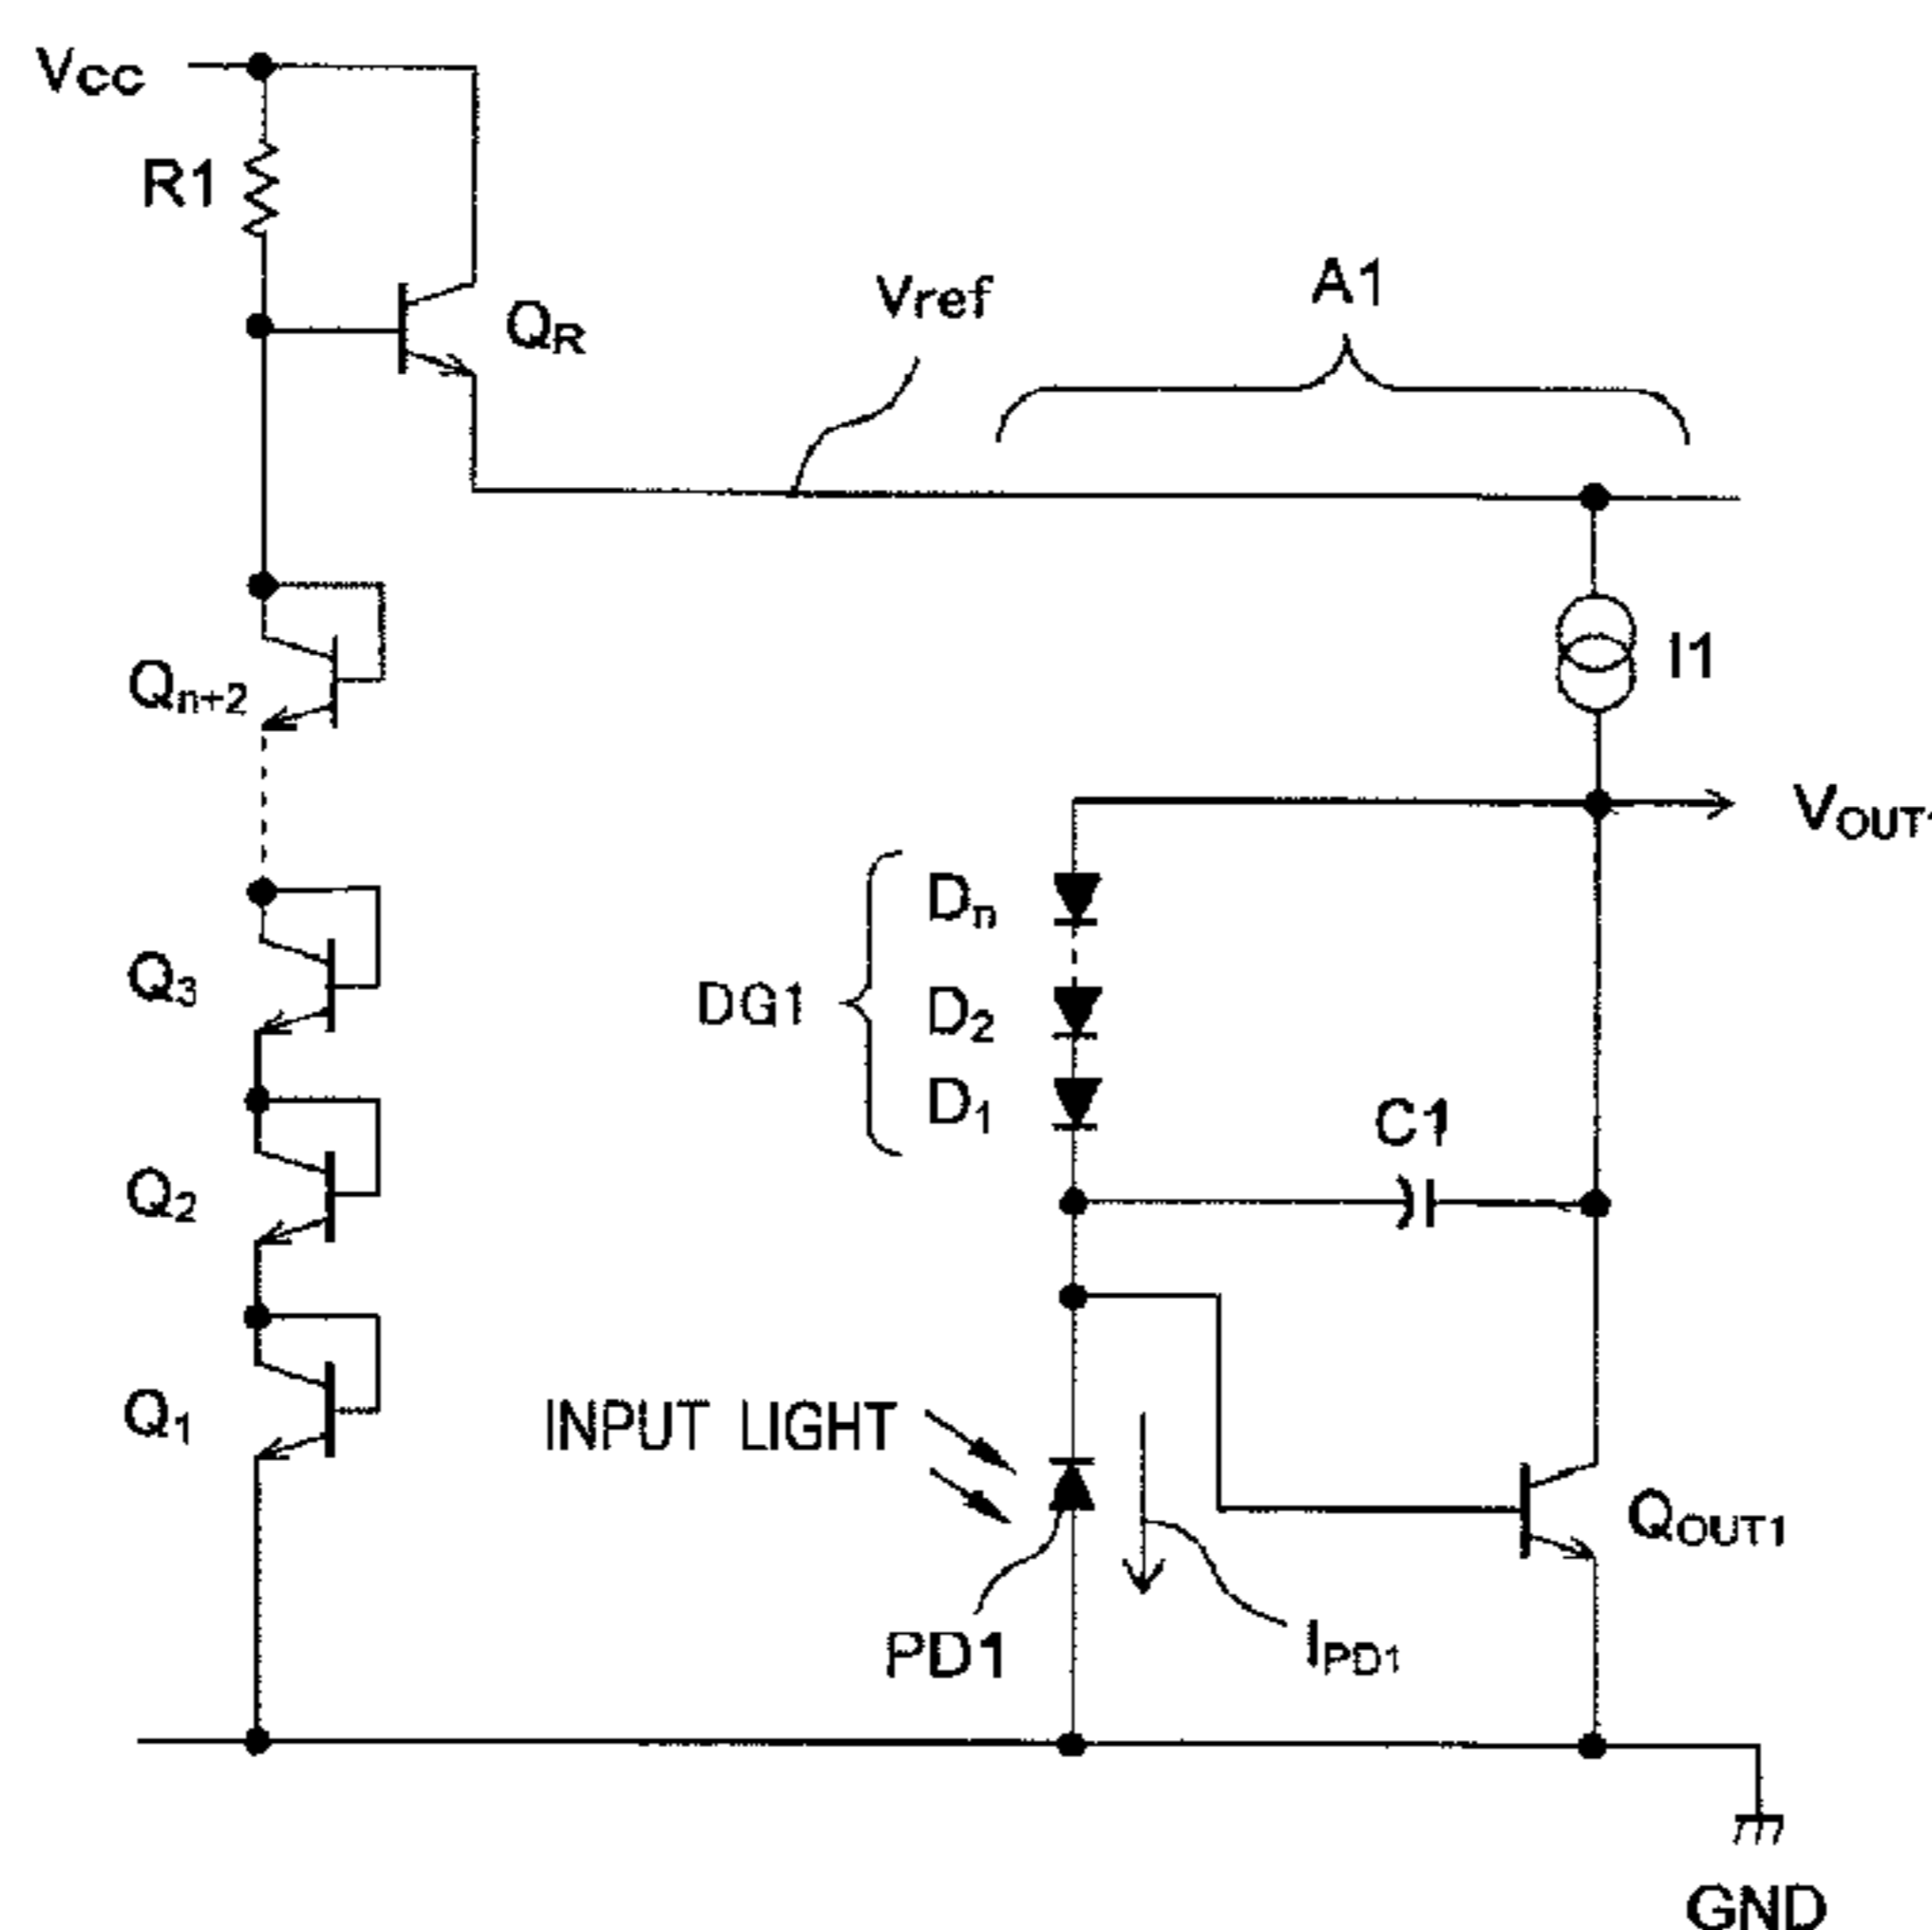 VCC
R1
QR
Vref
A1
Qn+2
I1
VOUT1
Dn
Q3
DG1
D2
D1
C1
Q2
Q1
INPUT LIGHT
QOUT1
PD1
IPD1
GND